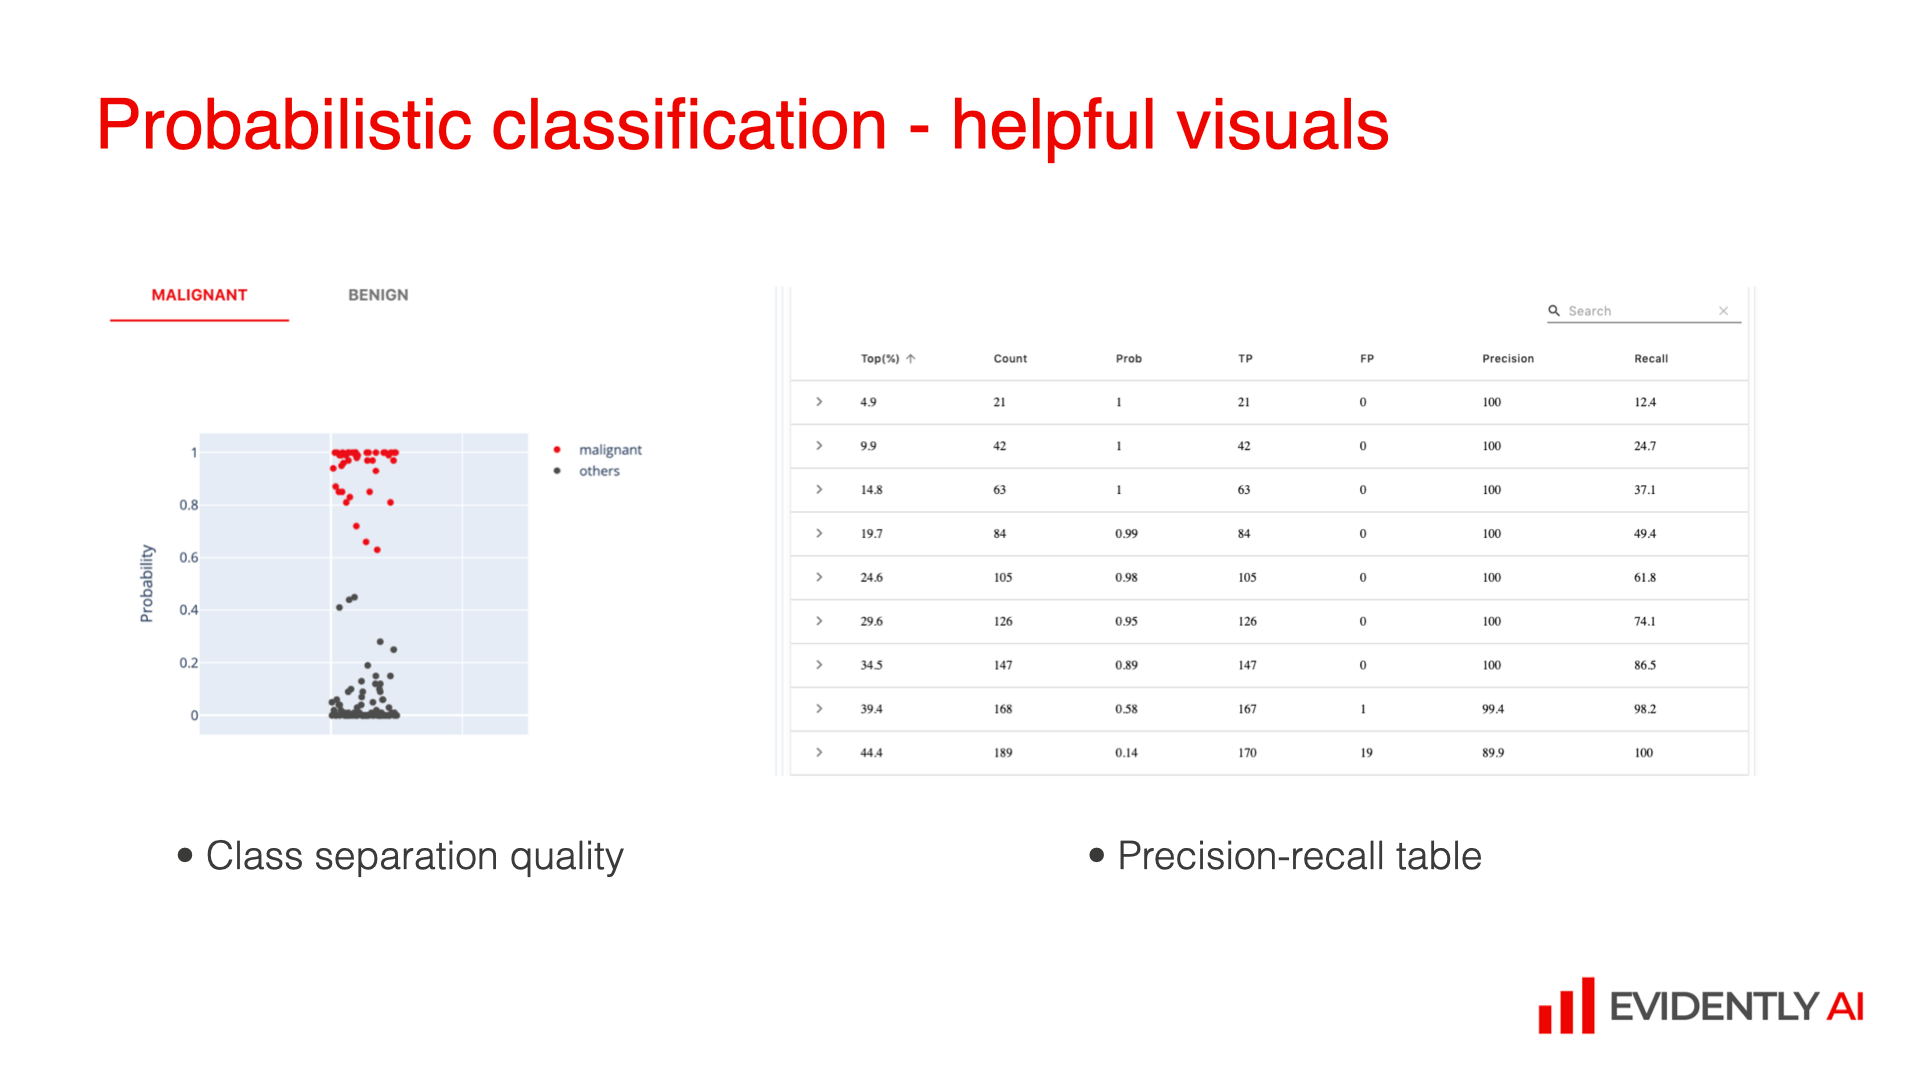 Probabilistic classification - helpful visuals
MALIGNANT BENIGN
1
0.8
0.6
0.4
0.2
0
Probability
malignant
others
• Class separation quality
Search
Top(%) Count Prob TP FP Precision Recall
4.9 21 1 21 0 100 12.4
9.9 42 1 42 0 100 24.7
14.8 63 1 63 0 100 37.1
19.7 84 0.99 84 0 100 49.4
24.6 105 0.98 105 0 100 61.8
29.6 126 0.95 126 0 100 74.1
34.5 147 0.89 147 0 100 86.5
39.4 168 0.58 167 1 99.4 98.2
44.4 189 0.14 170 19 89.9 100
• Precision-recall table
EVIDENTLY AI